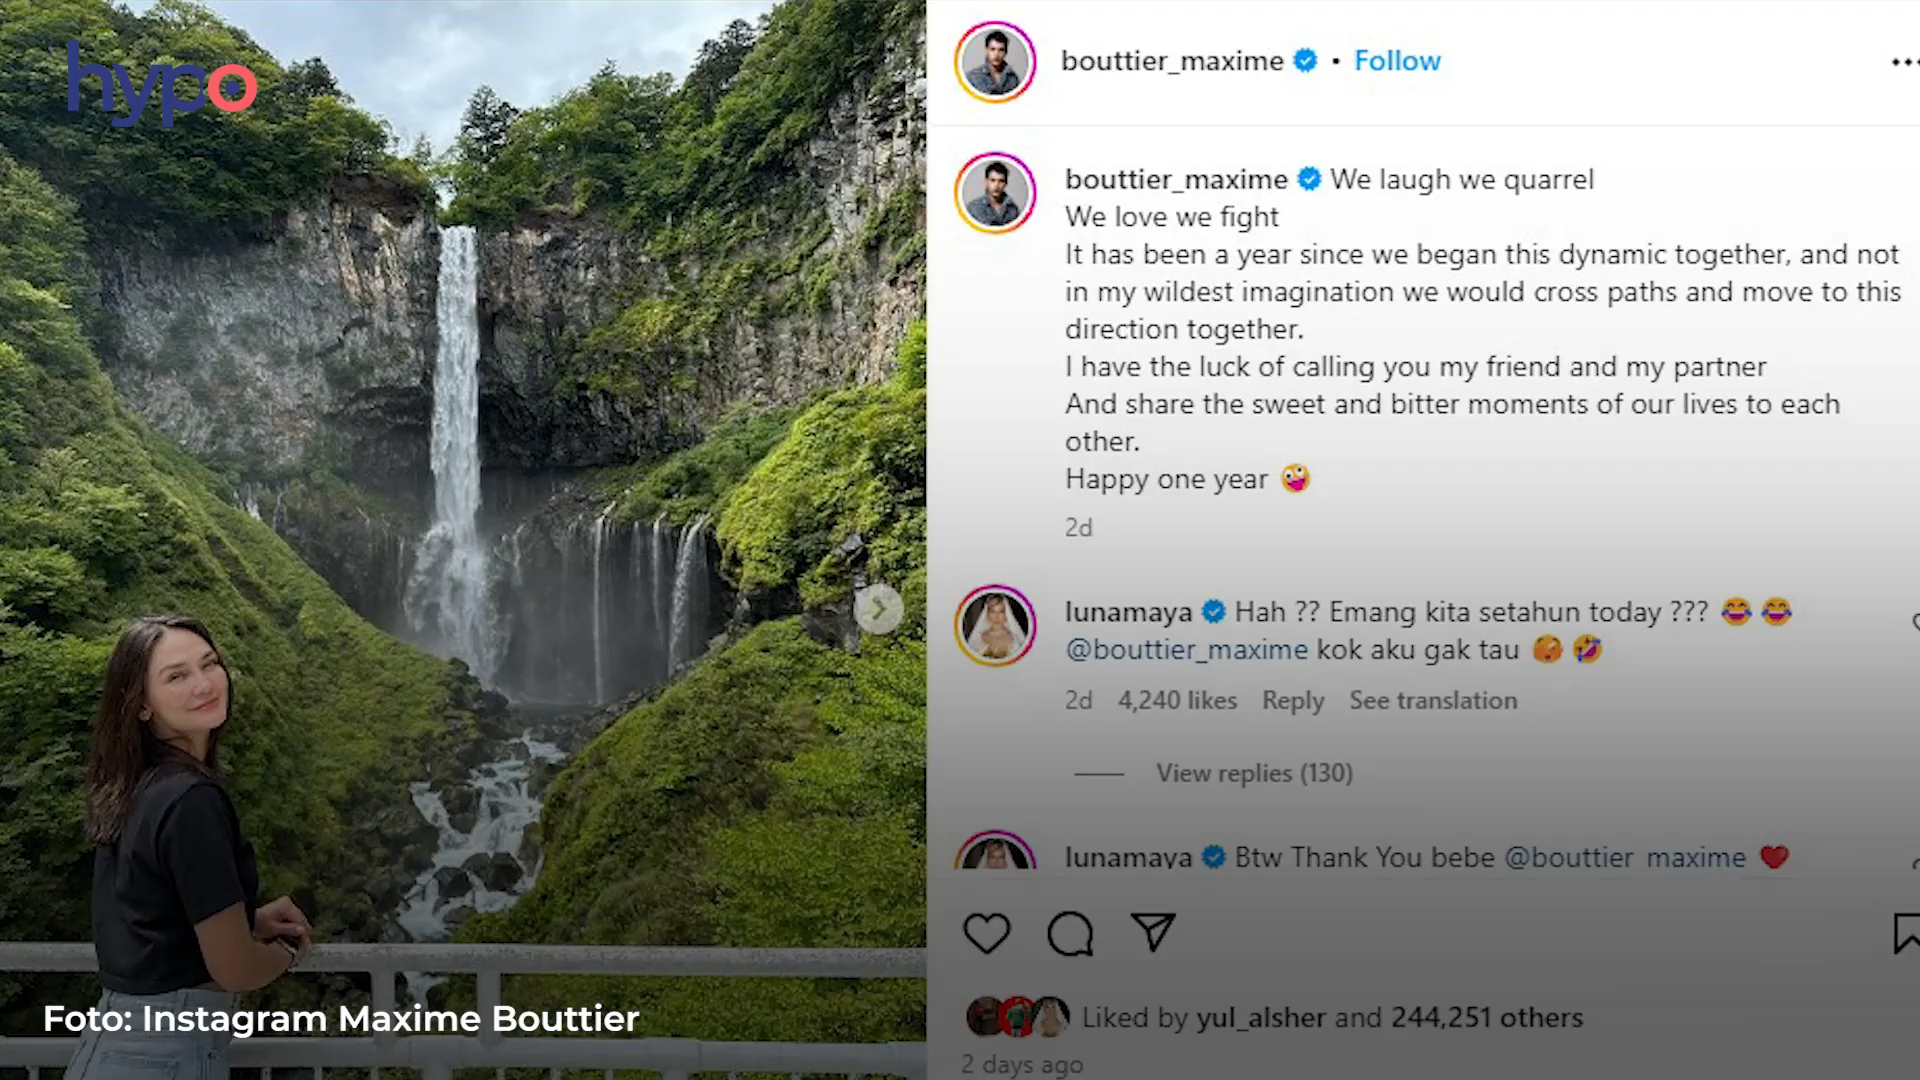 hypo
bouttier_maxime • Follow
bouttier_maxime We laugh we quarrel
We love we fight
It has been a year since we began this dynamic together, and not
in my wildest imagination we would cross paths and move to this
direction together.
I have the luck of calling you my friend and my partner
And share the sweet and bitter moments of our lives to each
other.
Happy one year 🤪
2d
lunamaya Hah ?? Emang kita setahun today ??? 😂 😂
@bouttier_maxime kok aku gak tau 🫣 🤣
2d 4,240 likes Reply See translation
View replies (130)
lunamaya Btw Thank You bebe @bouttier_maxime ❤️
Liked by yul_alsher and 244,251 others
2 days ago
Foto: Instagram Maxime Bouttier